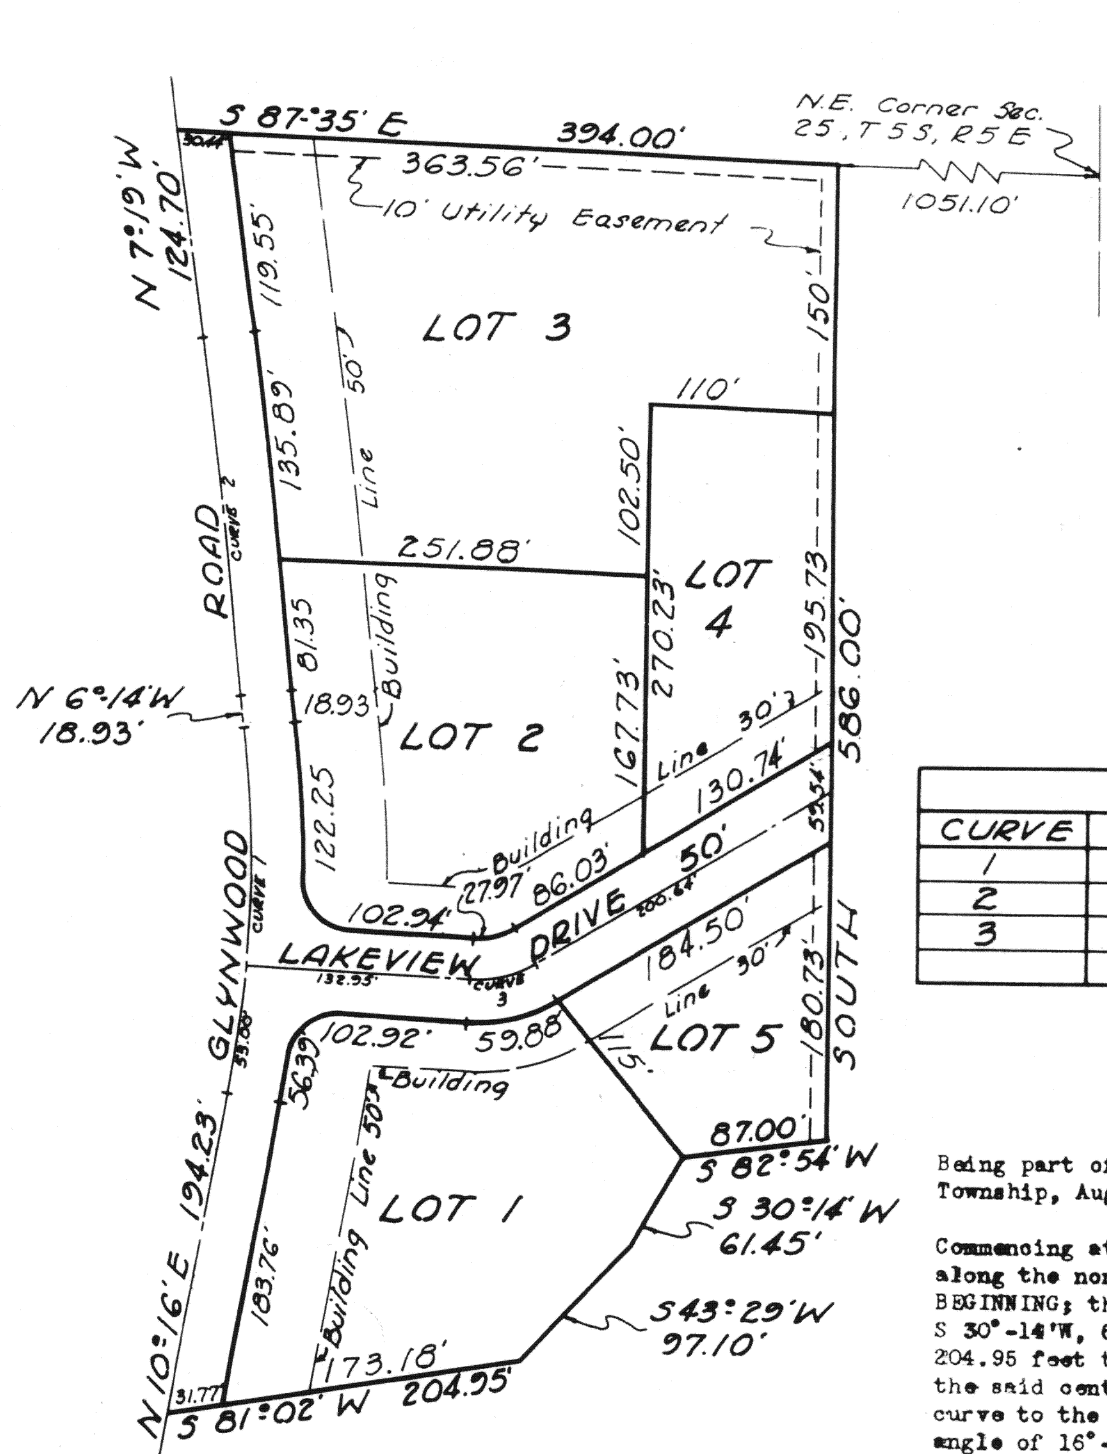 S 87-°35' E
394.00'
30.44'
363.56'
N.E. Corner Sec.
25, T 5 S, R 5 E
1051.10'
10' Utility Easement
N 7°-19' W
124.70'
119.55'
LOT 3
150'
50'
Line
135.89'
110'
102.50'
ROAD
CURVE 2
251.88'
LOT
4
270.23'
195.73
586.00'
81.35
Building
N 6°-14' W
18.93'
18.93
LOT 2
167.73'
30'
Line
130.74'
59.54'
122.25
Building
27.97'
86.03'
50'
DRIVE
200.64'
102.94'
LAKEVIEW
132.95'
CURVE
3
GLYNWOOD
CURVE 1
53.88'
184.50'
30'
Line
180.73'
SOUTH
LOT 5
102.92'
59.88'
115'
56.39'
Building
Building Line 50'
87.00'
S 82°-54' W
S 30°-14' W
61.45'
LOT 1
194.23'
N 10°-16' E
183.76'
S 43°-29' W
97.10'
173.18'
204.95'
31.77'
S 81°-02' W
CURVE
1
2
3
Being part of
Township, Aug
Commencing at
along the nor
BEGINNING; th
S 30°-14'W, 6
204.95 feet t
the said cent
curve to the
angle of 16°-